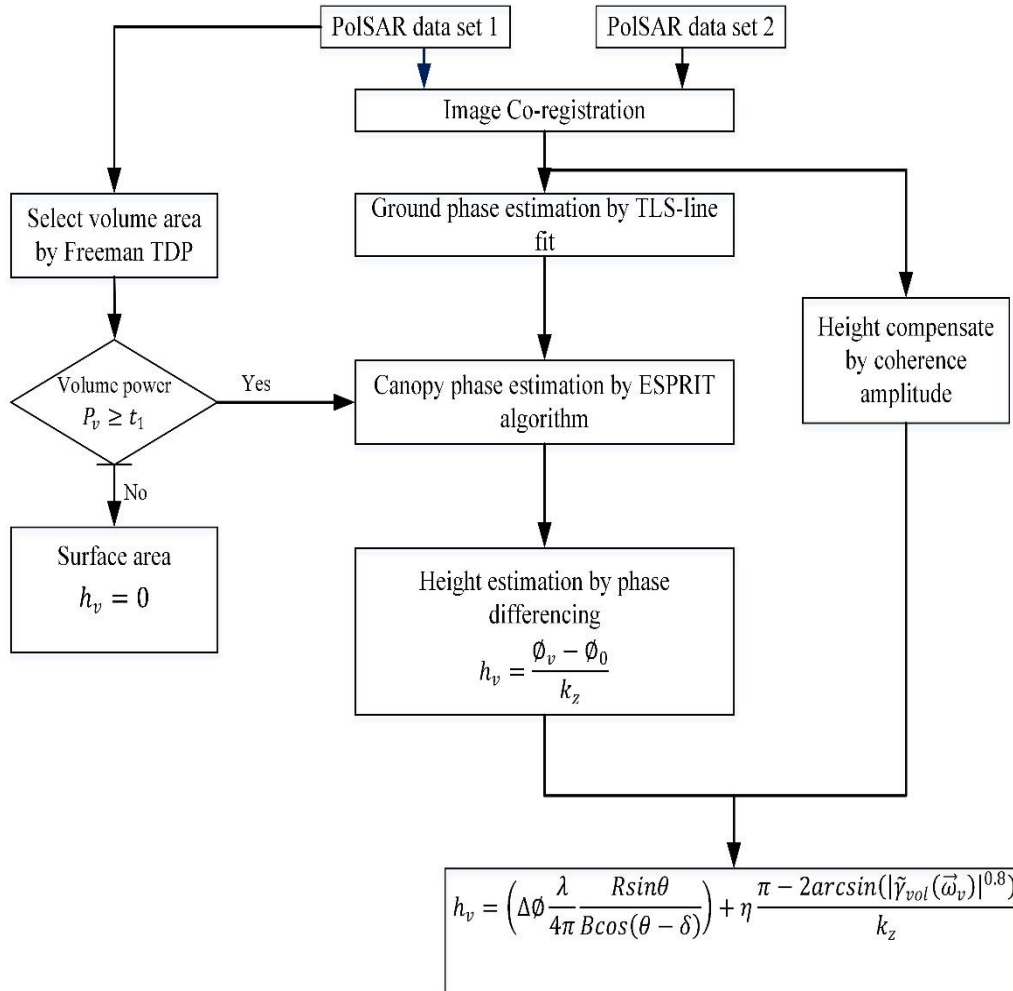 PolSAR data set 1
PolSAR data set 2
Image Co-registration
Select volume area
by Freeman TDP
Ground phase estimation by TLS-line
fit
Height compensate
by coherence
amplitude
Volume power
P_v ≥ t_1
Yes
No
Canopy phase estimation by ESPRIT
algorithm
Surface area
h_v = 0
Height estimation by phase
differencing
h_v = (∅_v − ∅_0) / k_z
h_v = (Δ∅ λ/4π Rsinθ/Bcos(θ − δ)) + η (π − 2arcsin(|γ̃_vol(ω⃗_v)|^0.8)) / k_z